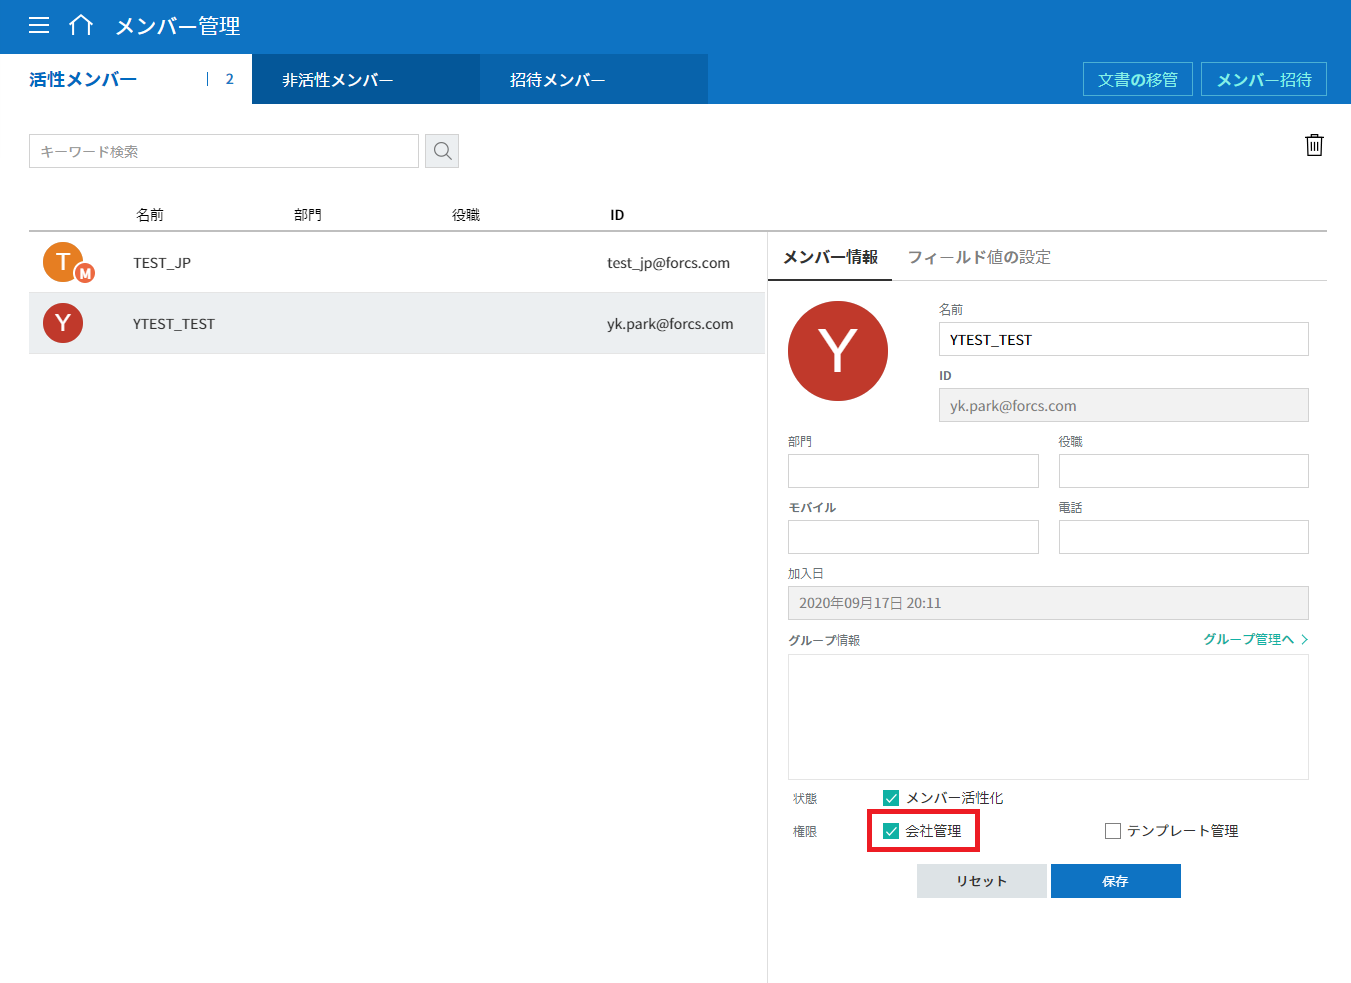 メンバー管理
活性メンバー | 2 非活性メンバー 招待メンバー 文書の移管 メンバー招待
キーワード検索
名前 部門 役職 ID
T M TEST_JP test_jp@forcs.com
Y YTEST_TEST yk.park@forcs.com
メンバー情報 フィールド値の設定
Y
名前
YTEST_TEST
ID
yk.park@forcs.com
部門 役職
モバイル 電話
加入日
2020年09月17日 20:11
グループ情報 グループ管理へ >
状態 メンバー活性化
権限 会社管理 テンプレート管理
リセット 保存